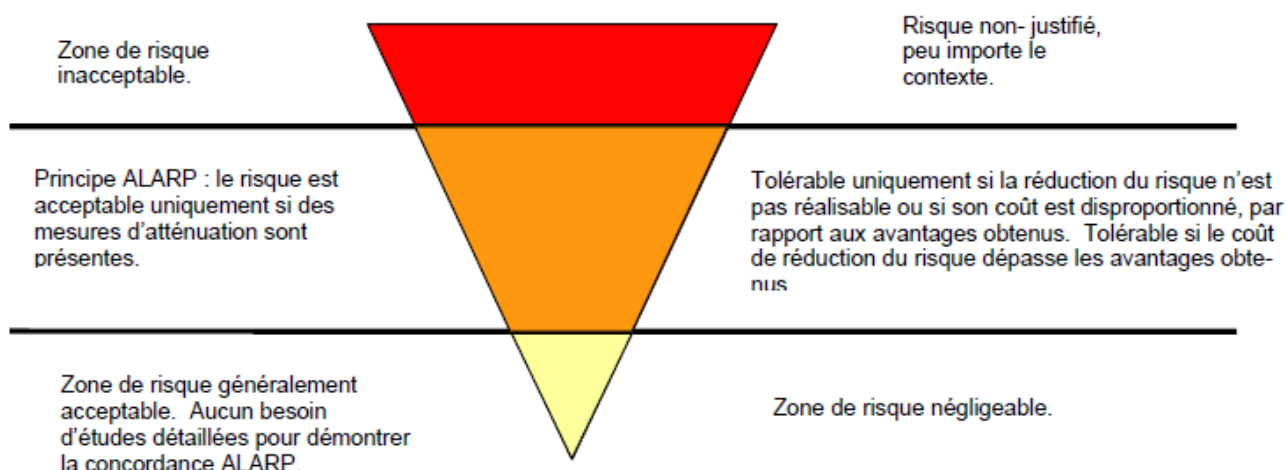 Zone de risque
inacceptable.
Risque non- justifié,
peu importe le
contexte.
Principe ALARP : le risque est
acceptable uniquement si des
mesures d'atténuation sont
présentes.
Tolérable uniquement si la réduction du risque n'est
pas réalisable ou si son coût est disproportionné, par
rapport aux avantages obtenus.  Tolérable si le coût
de réduction du risque dépasse les avantages obte-
nus
Zone de risque généralement
acceptable.  Aucun besoin
d'études détaillées pour démontrer
la concordance ALARP.
Zone de risque négligeable.